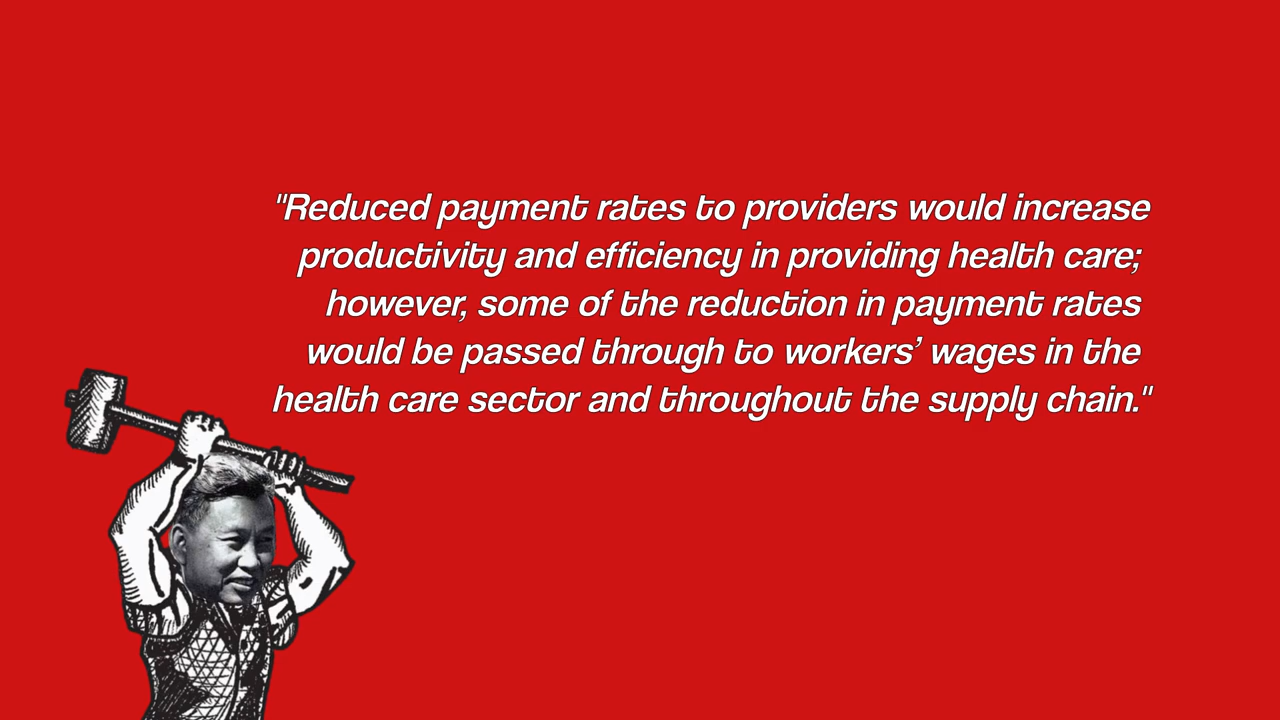 "Reduced payment rates to providers would increase
productivity and efficiency in providing health care;
however, some of the reduction in payment rates
would be passed through to workers’ wages in the
health care sector and throughout the supply chain."